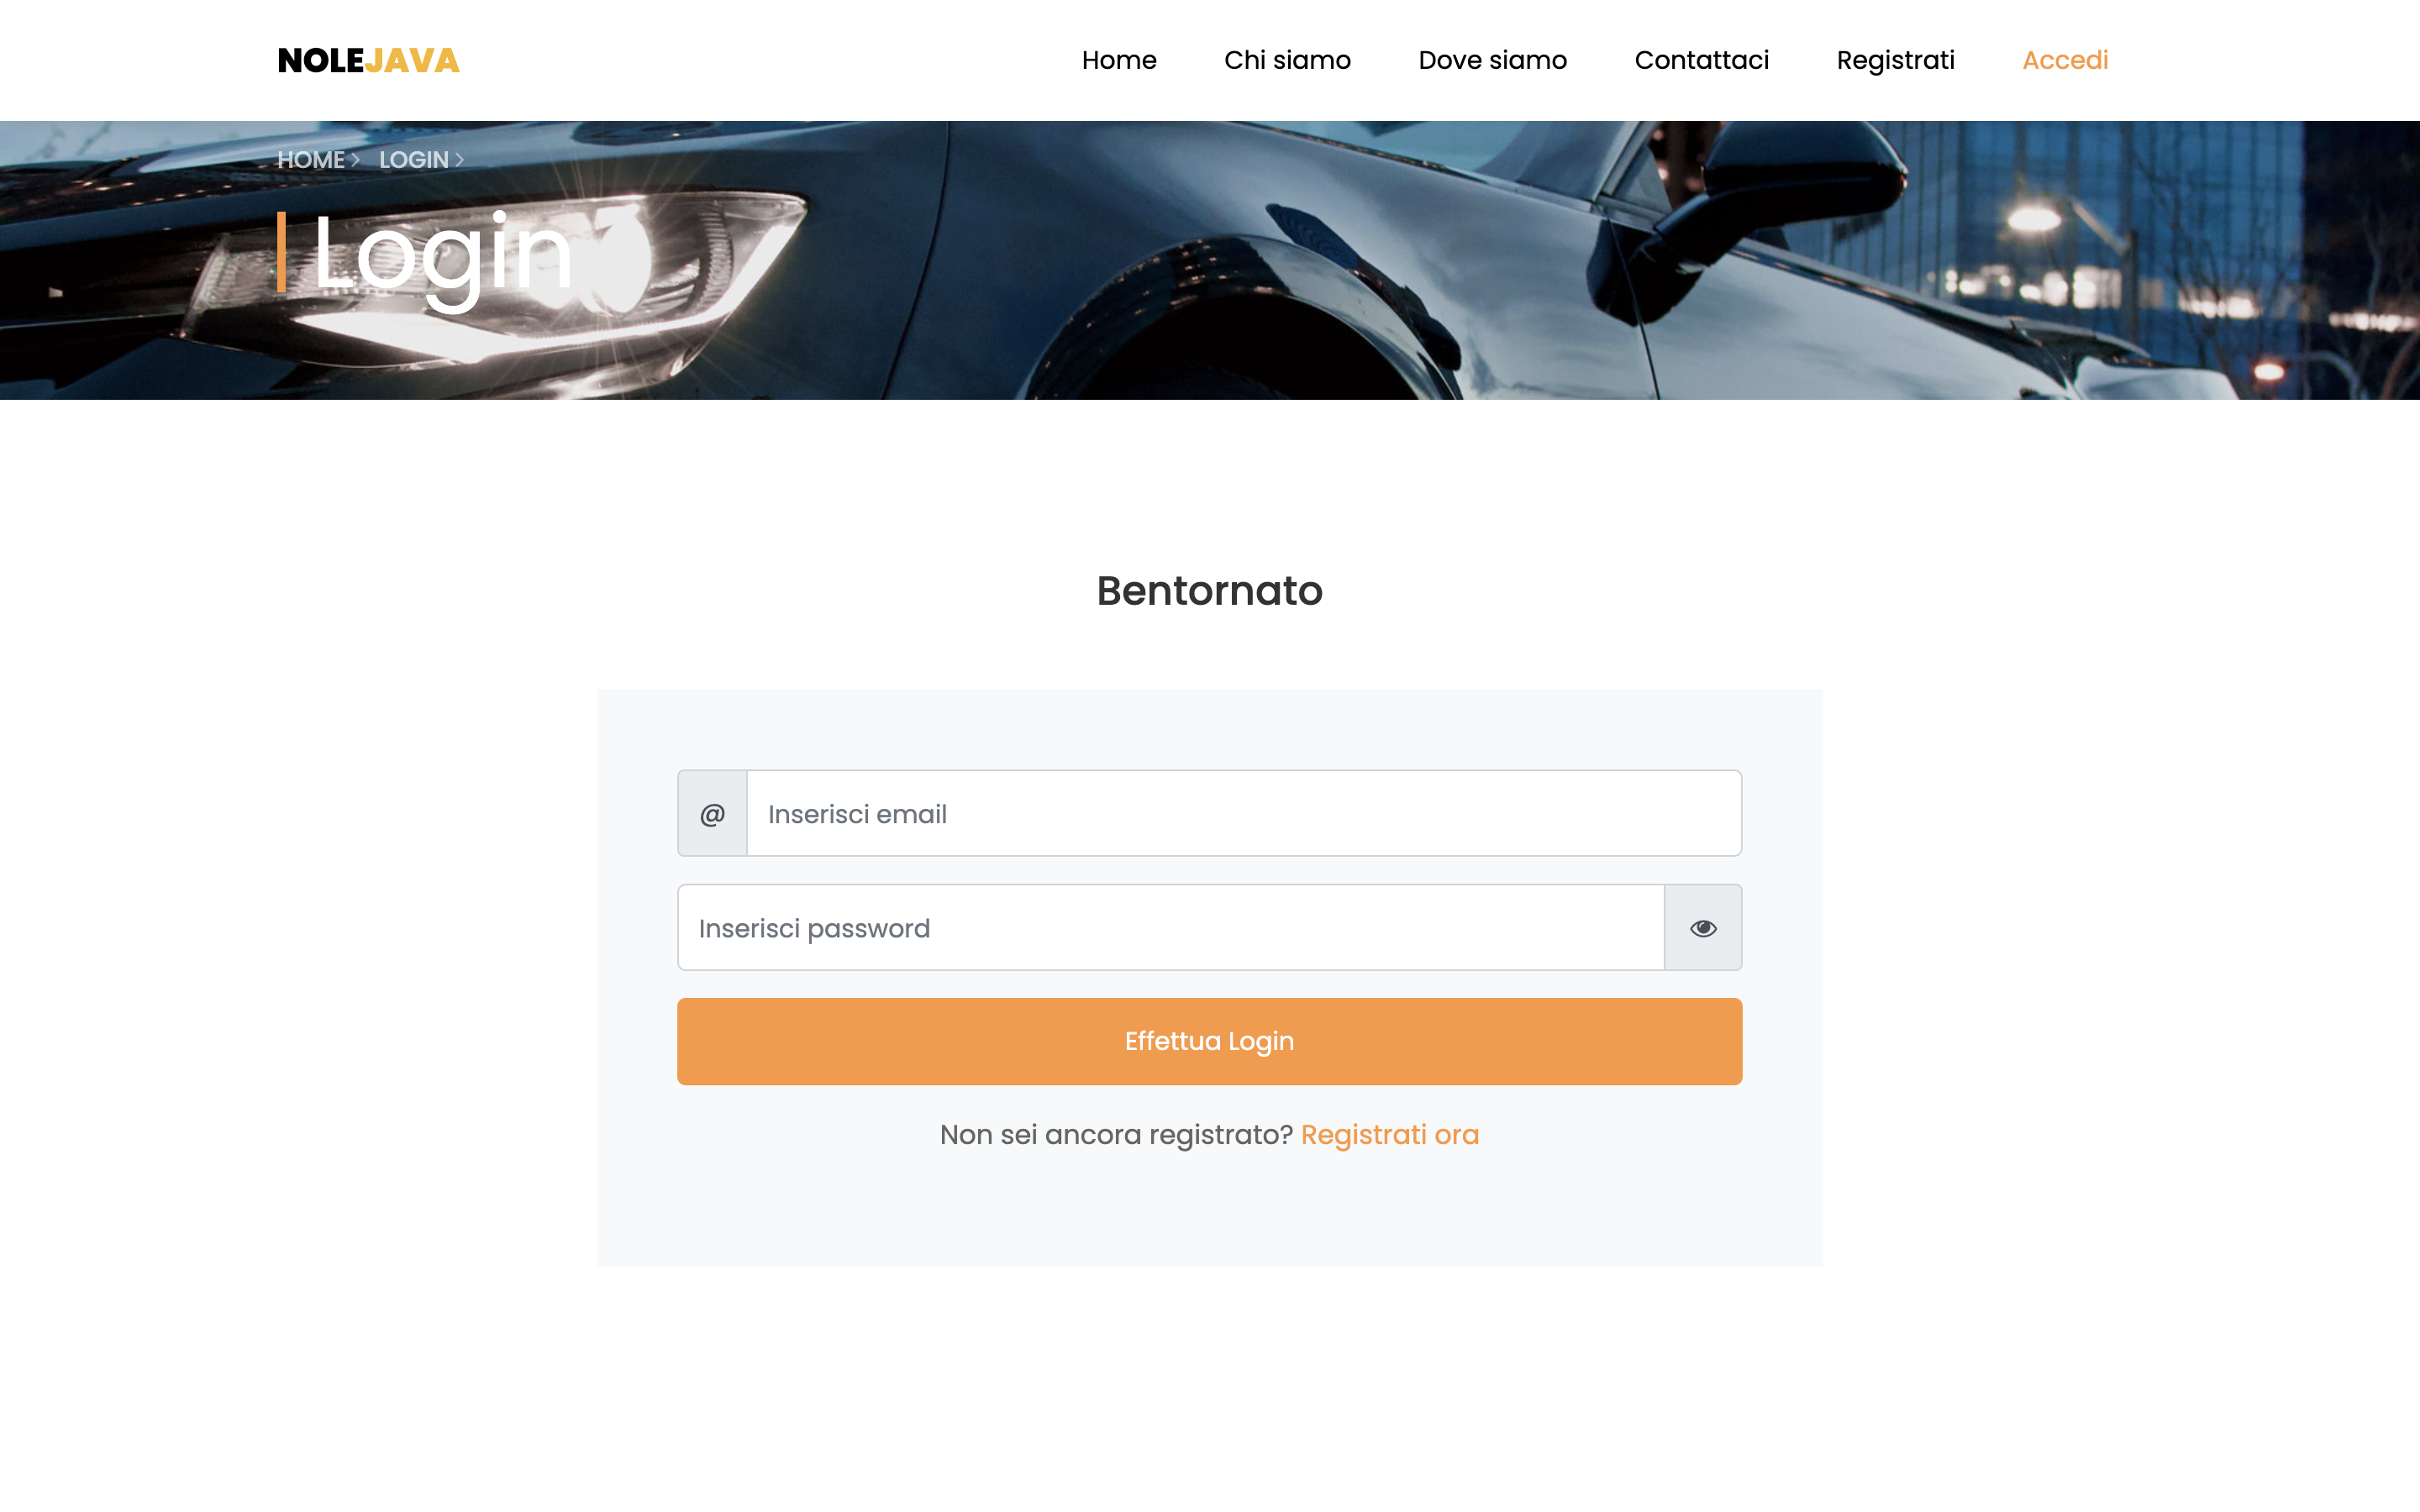 NOLEJAVA
Home Chi siamo Dove siamo Contattaci Registrati Accedi
HOME > LOGIN >
Login
Bentornato
@ Inserisci email
Inserisci password
Effettua Login
Non sei ancora registrato? Registrati ora